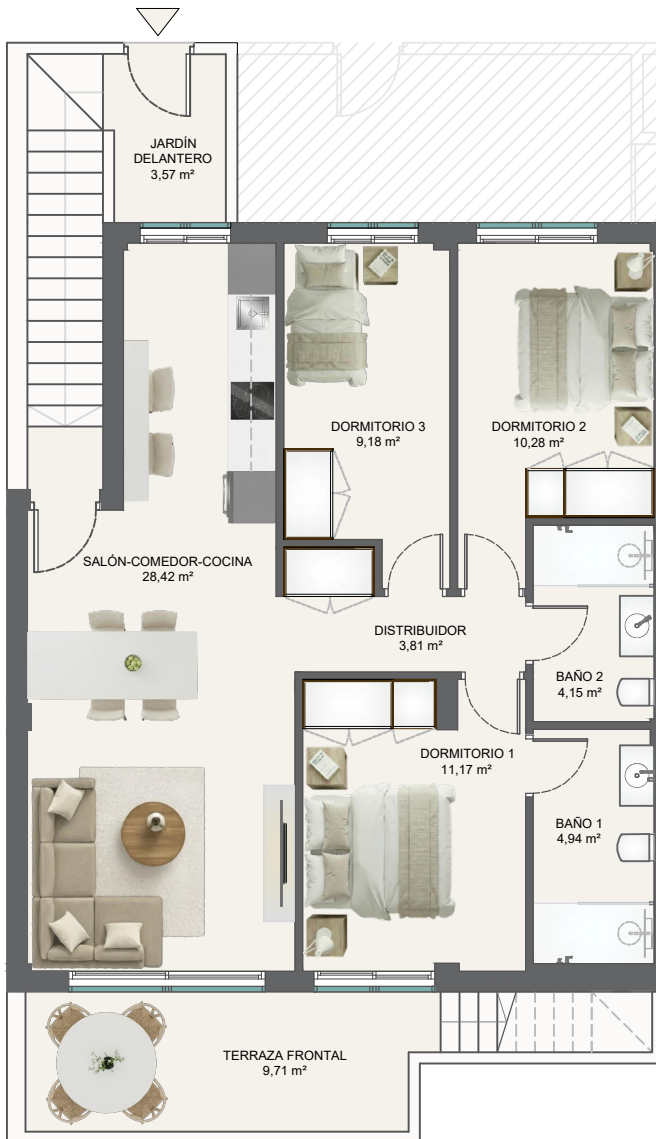 JARDÍN
DELANTERO
3,57 m²
DORMITORIO 3
9,18 m²
DORMITORIO 2
10,28 m²
SALÓN-COMEDOR-COCINA
28,42 m²
DISTRIBUIDOR
3,81 m²
BAÑO 2
4,15 m²
DORMITORIO 1
11,17 m²
BAÑO 1
4,94 m²
TERRAZA FRONTAL
9,71 m²